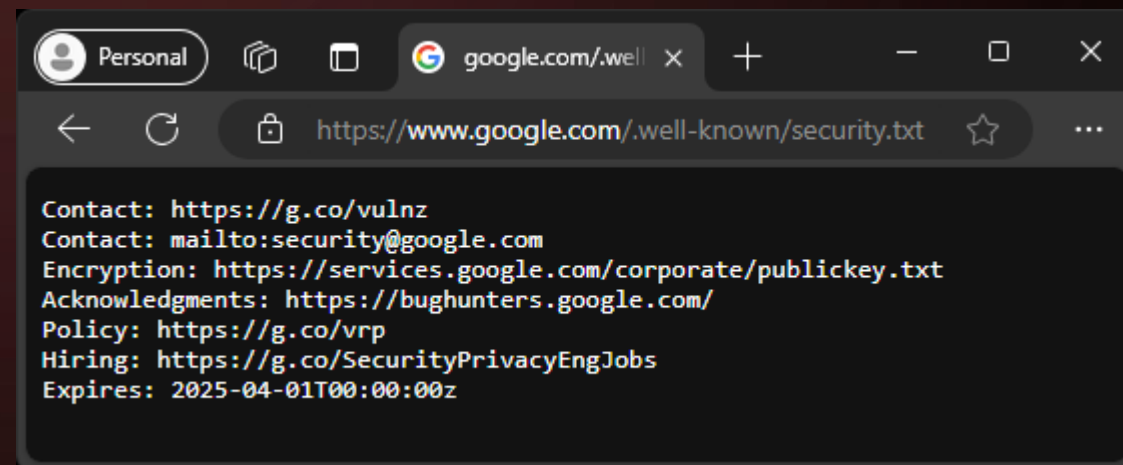 Personal
google.com/.well
https://www.google.com/.well-known/security.txt
Contact: https://g.co/vulnz
Contact: mailto:security@google.com
Encryption: https://services.google.com/corporate/publickey.txt
Acknowledgments: https://bughunters.google.com/
Policy: https://g.co/vrp
Hiring: https://g.co/SecurityPrivacyEngJobs
Expires: 2025-04-01T00:00:00z